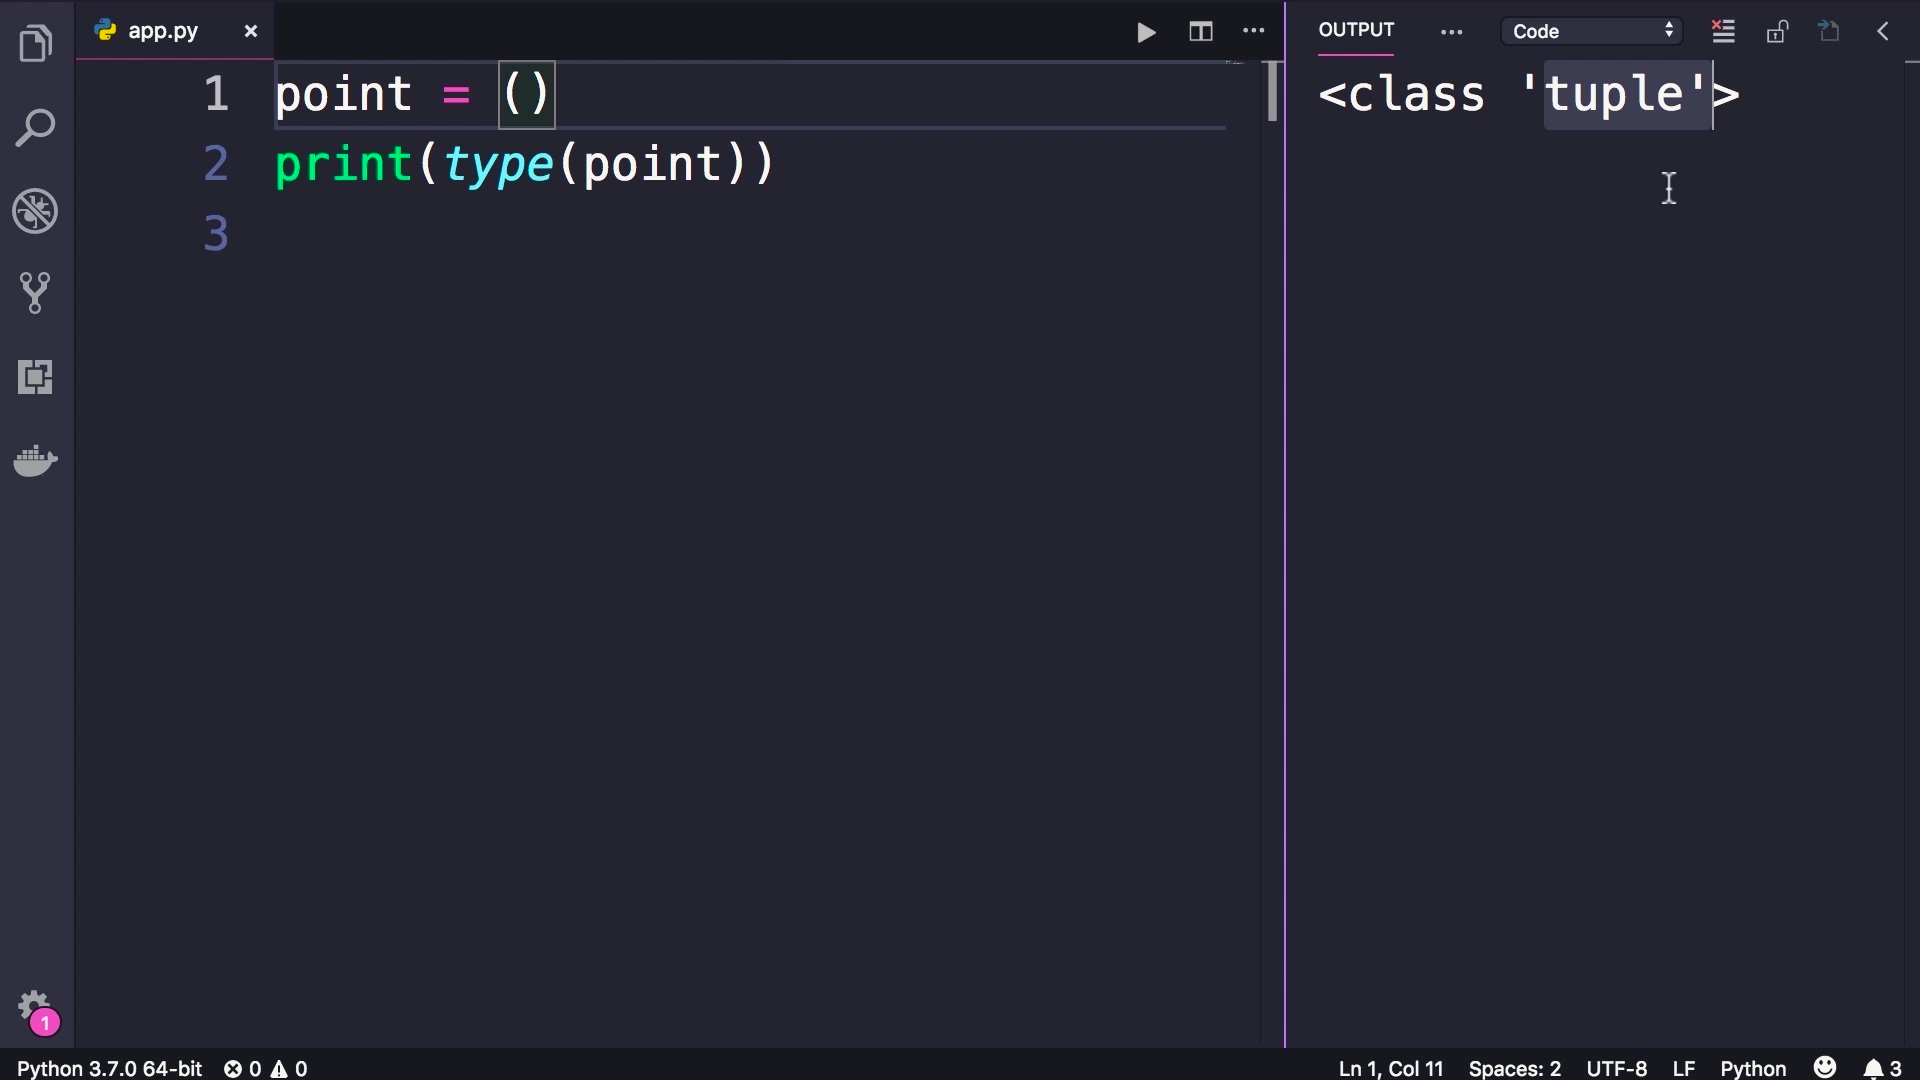 app.py
OUTPUT
Code
1 point = ()
2 print(type(point))
3
<class 'tuple'>
1
Python 3.7.0 64-bit 0 0
Ln 1, Col 11 Spaces: 2 UTF-8 LF Python 3